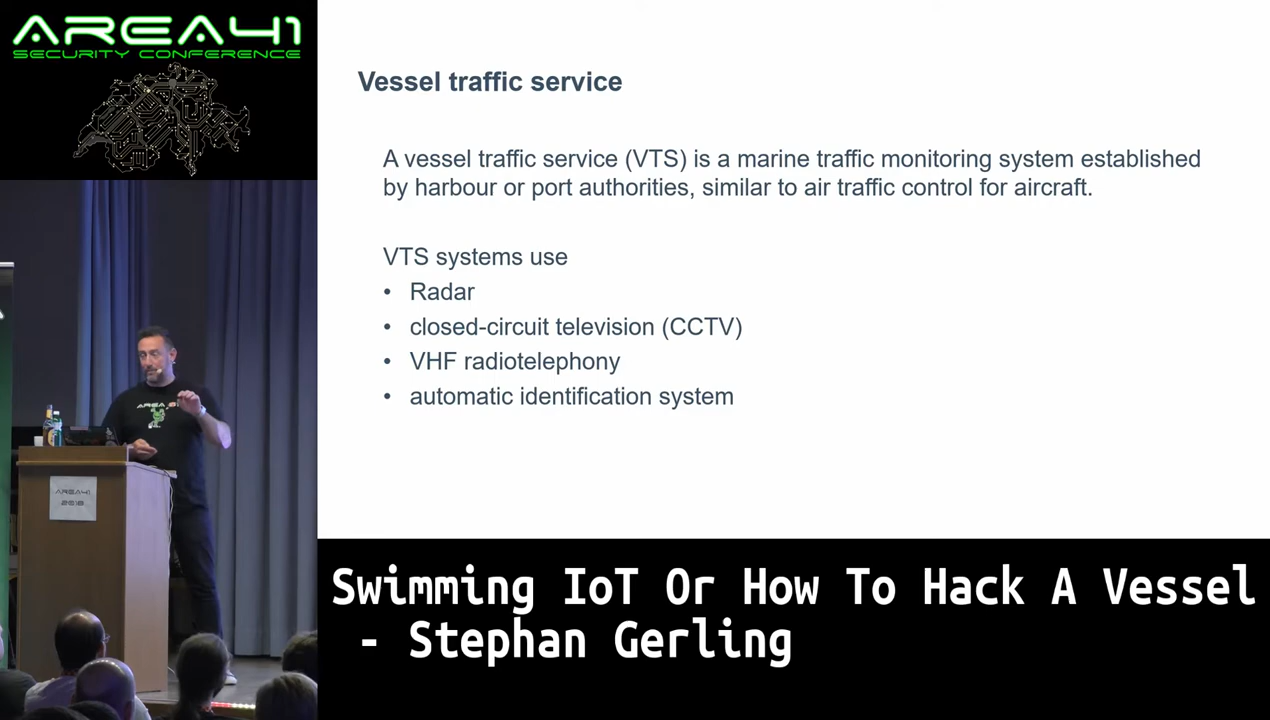 AREA41
SECURITY CONFERENCE
Vessel traffic service
A vessel traffic service (VTS) is a marine traffic monitoring system established
by harbour or port authorities, similar to air traffic control for aircraft.
VTS systems use
• Radar
• closed-circuit television (CCTV)
• VHF radiotelephony
• automatic identification system
AREA41
2018
Swimming IoT Or How To Hack A Vessel
- Stephan Gerling